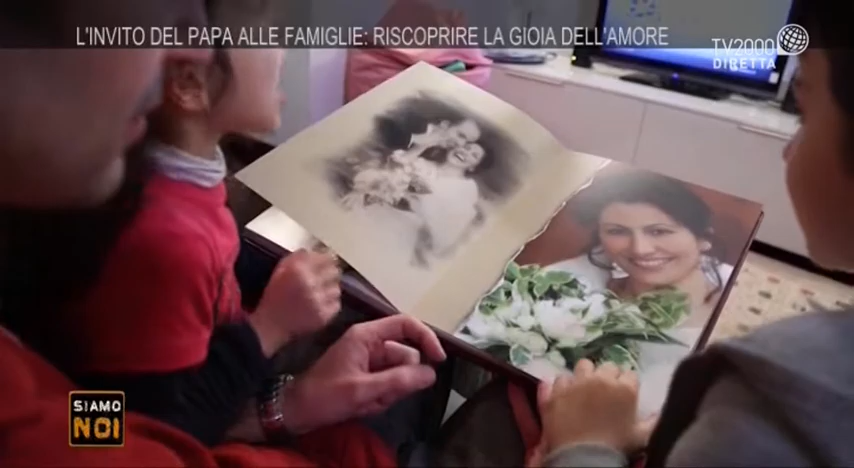 L'INVITO DEL PAPA ALLE FAMIGLIE: RISCOPRIRE LA GIOIA DELL'AMORE
TV2000
DIRETTA
SIAMO
NOI